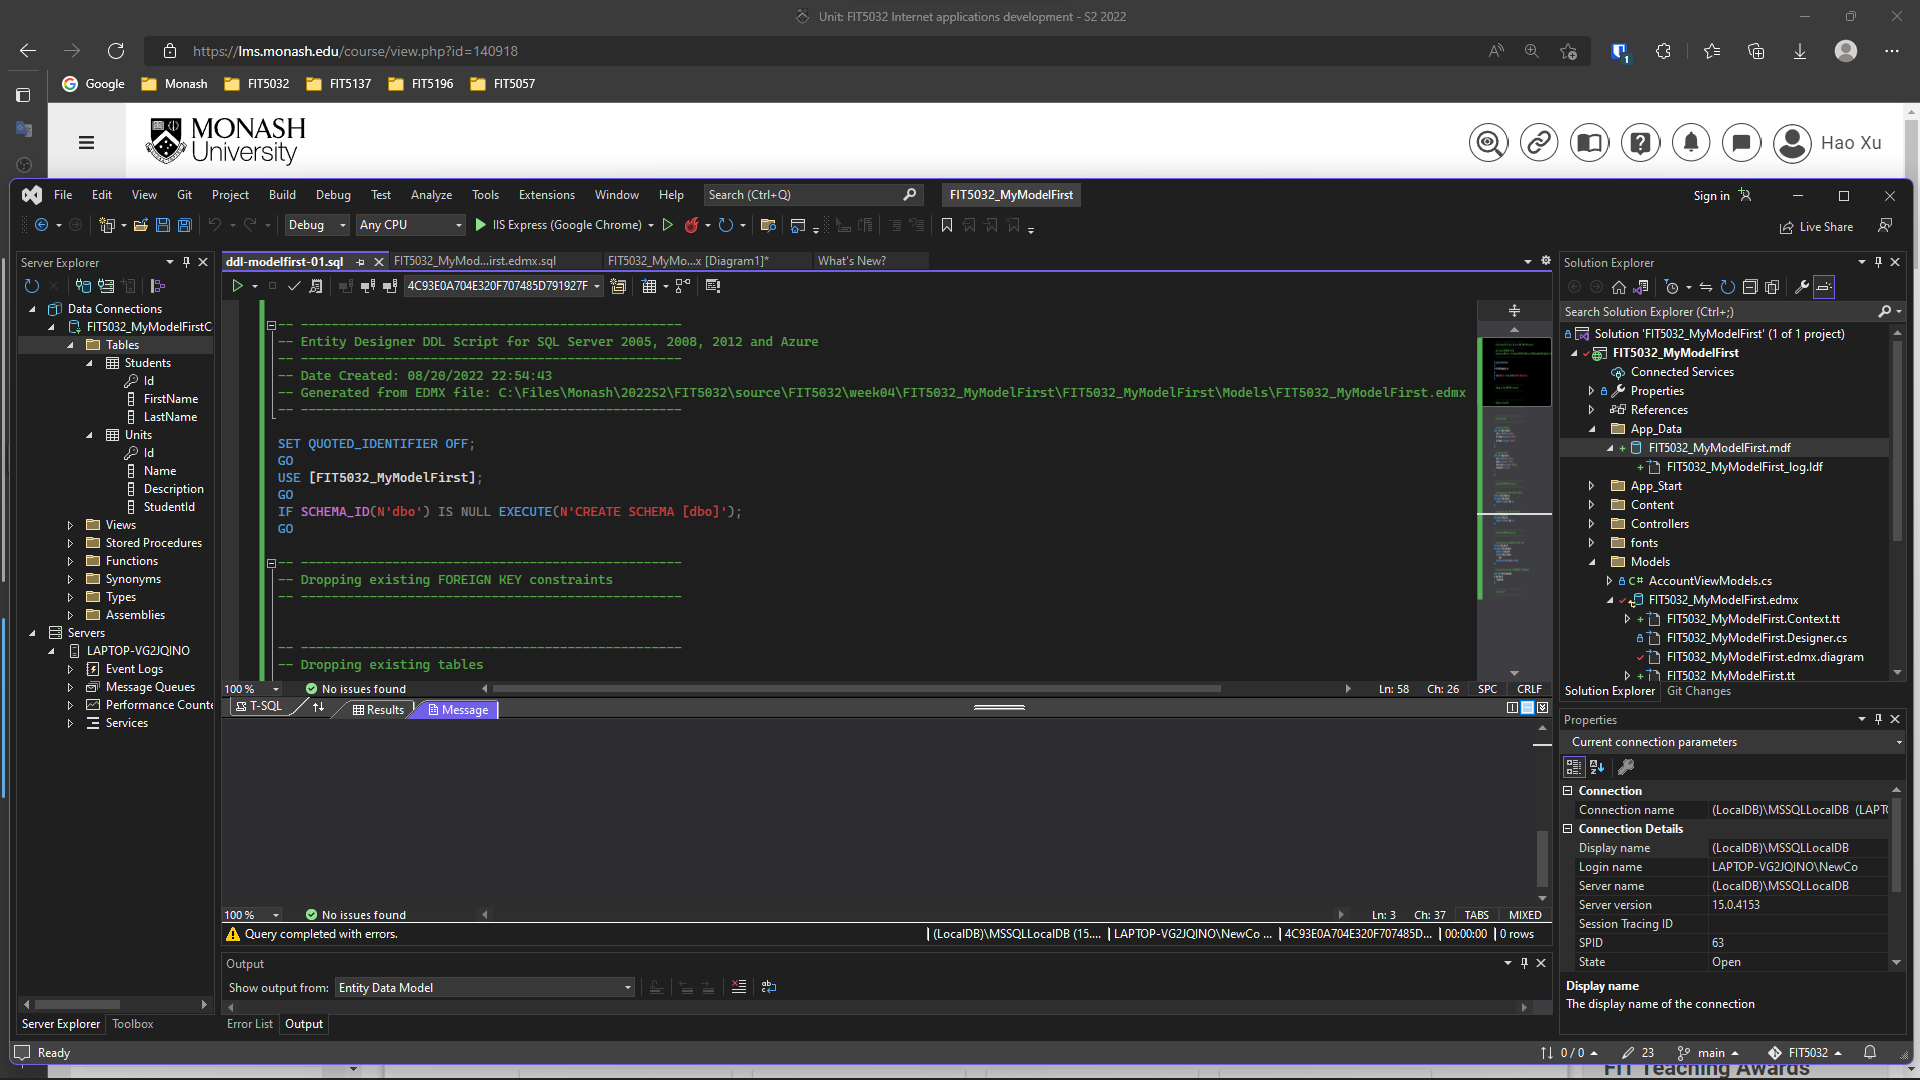 Unit: FIT5032 Internet applications development - S2 2022
https://lms.monash.edu/course/view.php?id=140918
Google Monash FIT5032 FIT5137 FIT5196 FIT5057
MONASH University
Hao Xu
File Edit View Git Project Build Debug Test Analyze Tools Extensions Window Help Search (Ctrl+Q) FIT5032_MyModelFirst Sign in
Debug Any CPU IIS Express (Google Chrome) Live Share
Server Explorer
Data Connections
FIT5032_MyModelFirstC
Tables
Students
Id
FirstName
LastName
Units
Id
Name
Description
StudentId
Views
Stored Procedures
Functions
Synonyms
Types
Assemblies
Servers
LAPTOP-VG2JQINO
Event Logs
Message Queues
Performance Counte
Services
Server Explorer Toolbox
ddl-modelfirst-01.sql FIT5032_MyMod...irst.edmx.sql FIT5032_MyMo...x [Diagram1]* What's New?
4C93E0A704E320F707485D791927F
-- --------------------------------------------------
-- Entity Designer DDL Script for SQL Server 2005, 2008, 2012 and Azure
-- --------------------------------------------------
-- Date Created: 08/20/2022 22:54:43
-- Generated from EDMX file: C:\Files\Monash\2022S2\FIT5032\source\FIT5032\week04\FIT5032_MyModelFirst\FIT5032_MyModelFirst\Models\FIT5032_MyModelFirst.edmx
-- --------------------------------------------------
SET QUOTED_IDENTIFIER OFF;
GO
USE [FIT5032_MyModelFirst];
GO
IF SCHEMA_ID(N'dbo') IS NULL EXECUTE(N'CREATE SCHEMA [dbo]');
GO
-- --------------------------------------------------
-- Dropping existing FOREIGN KEY constraints
-- --------------------------------------------------
-- --------------------------------------------------
-- Dropping existing tables
100 % No issues found Ln: 58 Ch: 26 SPC CRLF
T-SQL Results Message
100 % No issues found Ln: 3 Ch: 37 TABS MIXED
Query completed with errors. (LocalDB)\MSSQLLocalDB (15.... LAPTOP-VG2JQINO\NewCo ... 4C93E0A704E320F707485D... 00:00:00 0 rows
Output
Show output from: Entity Data Model
Error List Output
Solution Explorer
Search Solution Explorer (Ctrl+;)
Solution 'FIT5032_MyModelFirst' (1 of 1 project)
FIT5032_MyModelFirst
Connected Services
Properties
References
App_Data
FIT5032_MyModelFirst.mdf
FIT5032_MyModelFirst_log.ldf
App_Start
Content
Controllers
fonts
Models
AccountViewModels.cs
FIT5032_MyModelFirst.edmx
FIT5032_MyModelFirst.Context.tt
FIT5032_MyModelFirst.Designer.cs
FIT5032_MyModelFirst.edmx.diagram
FIT5032_MyModelFirst.tt
Solution Explorer Git Changes
Properties
Current connection parameters
Connection
Connection name (LocalDB)\MSSQLLocalDB (LAPT
Connection Details
Display name (LocalDB)\MSSQLLocalDB
Login name LAPTOP-VG2JQINO\NewCo
Server name (LocalDB)\MSSQLLocalDB
Server version 15.0.4153
Session Tracing ID
SPID 63
State Open
Display name
The display name of the connection
Ready 0 / 0 23 main FIT5032
FIT Teaching Awards